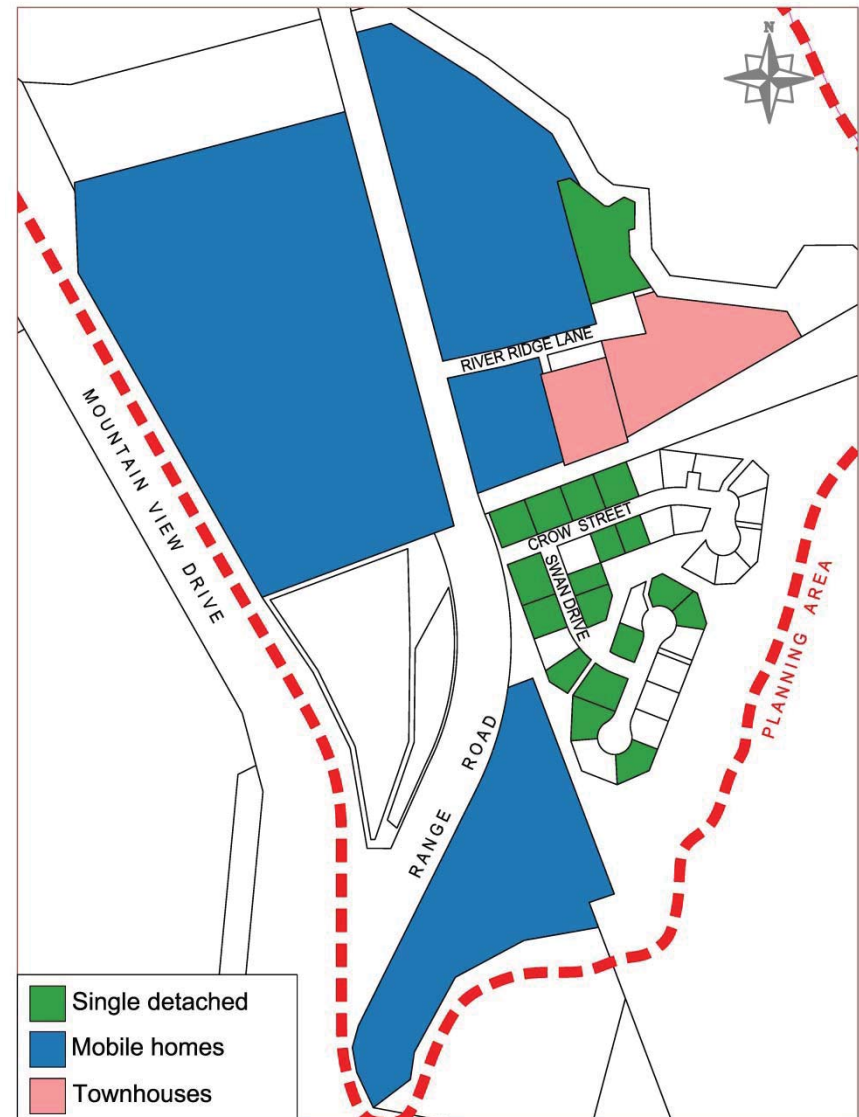 N
RIVER RIDGE LANE
MOUNTAIN VIEW DRIVE
CROW STREET
SWAN DRIVE
PLANNING AREA
RANGE ROAD
Single detached
Mobile homes
Townhouses